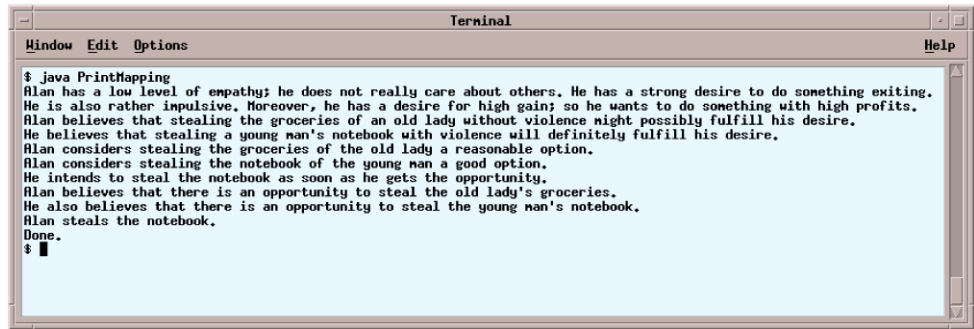 Terminal
Window Edit Options Help
$ java PrintMapping
Alan has a low level of empathy; he does not really care about others. He has a strong desire to do something exiting.
He is also rather impulsive. Moreover, he has a desire for high gain; so he wants to do something with high profits.
Alan believes that stealing the groceries of an old lady without violence might possibly fulfill his desire.
He believes that stealing a young man's notebook with violence will definitely fulfill his desire.
Alan considers stealing the groceries of the old lady a reasonable option.
Alan considers stealing the notebook of the young man a good option.
He intends to steal the notebook as soon as he gets the opportunity.
Alan believes that there is an opportunity to steal the old lady's groceries.
He also believes that there is an opportunity to steal the young man's notebook.
Alan steals the notebook.
Done.
$